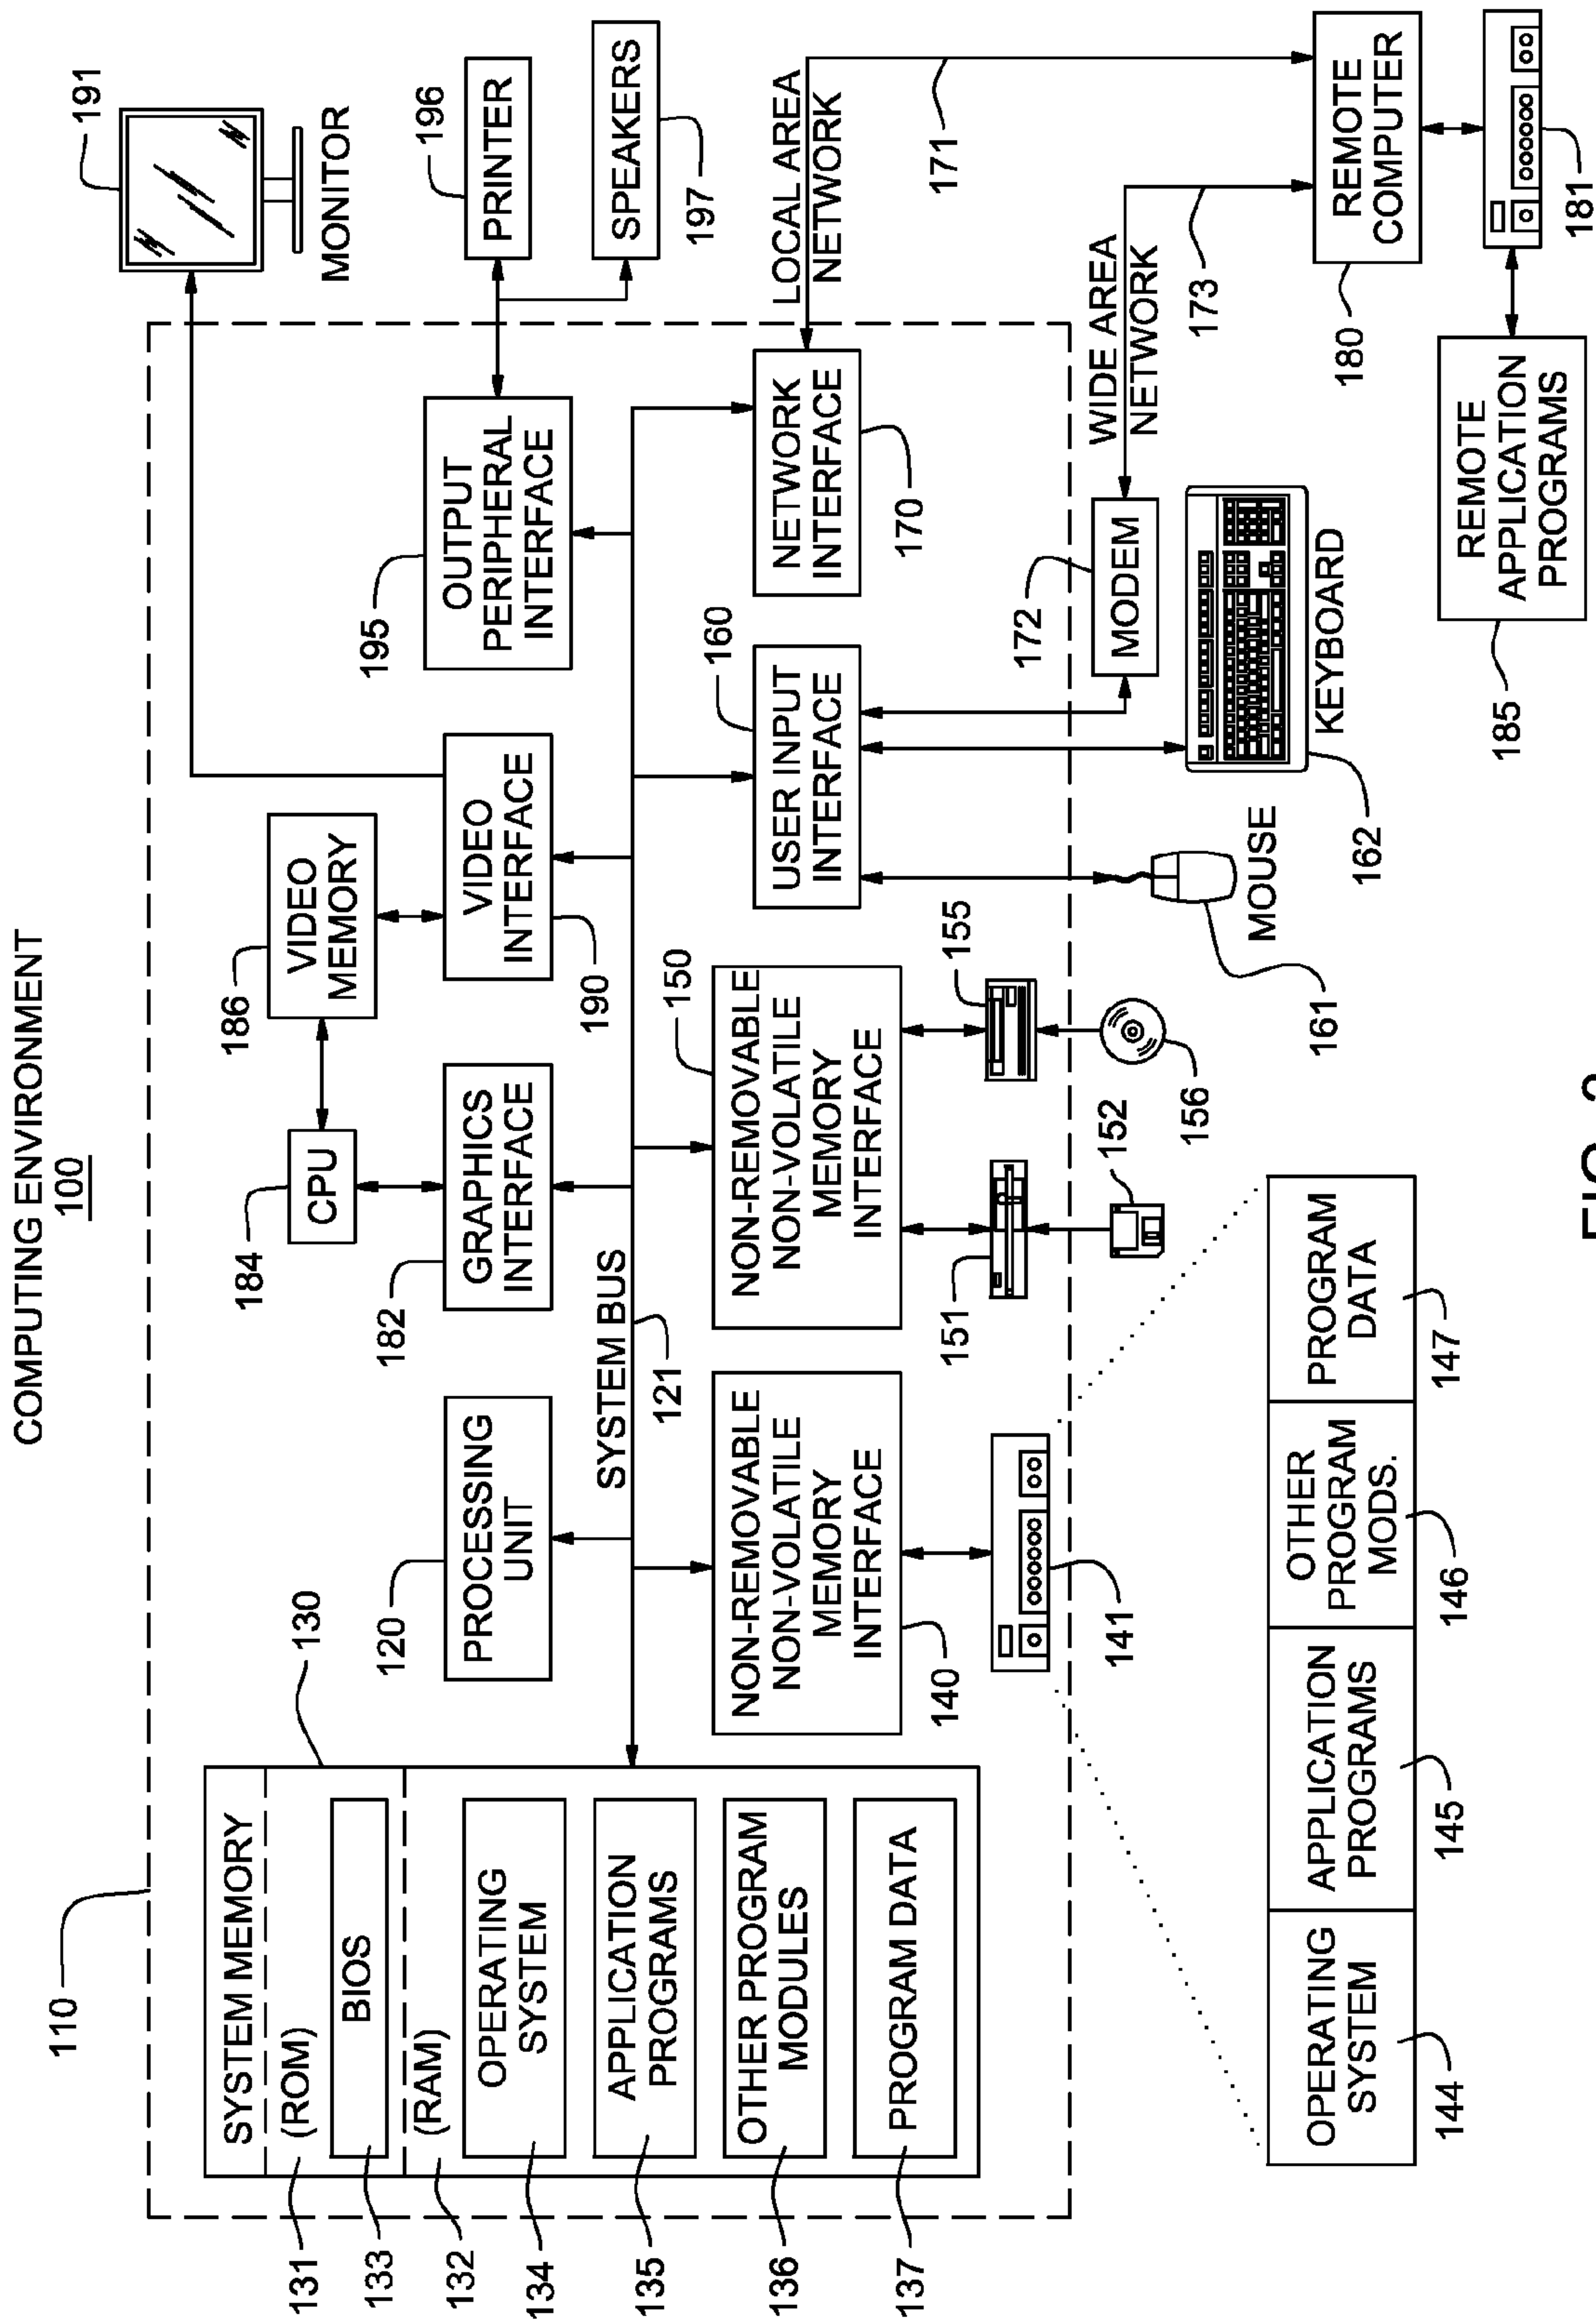 COMPUTING ENVIRONMENT
100
110
SYSTEM MEMORY
(ROM)
131
BIOS
133
130
(RAM)
132
OPERATING
SYSTEM
134
APPLICATION
PROGRAMS
135
OTHER PROGRAM
MODULES
136
PROGRAM DATA
137
120
PROCESSING
UNIT
184
CPU
182
GRAPHICS
INTERFACE
186
VIDEO
MEMORY
VIDEO
INTERFACE
190
191
MONITOR
195
OUTPUT
PERIPHERAL
INTERFACE
196
PRINTER
SPEAKERS
197
SYSTEM BUS
121
NON-REMOVABLE
NON-VOLATILE
MEMORY
INTERFACE
140
141
150
NON-REMOVABLE
NON-VOLATILE
MEMORY
INTERFACE
151
152
155
156
160
USER INPUT
INTERFACE
NETWORK
INTERFACE
170
LOCAL AREA
NETWORK
171
172
MODEM
WIDE AREA
NETWORK
173
MOUSE
161
KEYBOARD
162
REMOTE
COMPUTER
180
181
REMOTE
APPLICATION
PROGRAMS
185
OPERATING
SYSTEM
144
APPLICATION
PROGRAMS
145
OTHER
PROGRAM
MODS.
146
PROGRAM
DATA
147